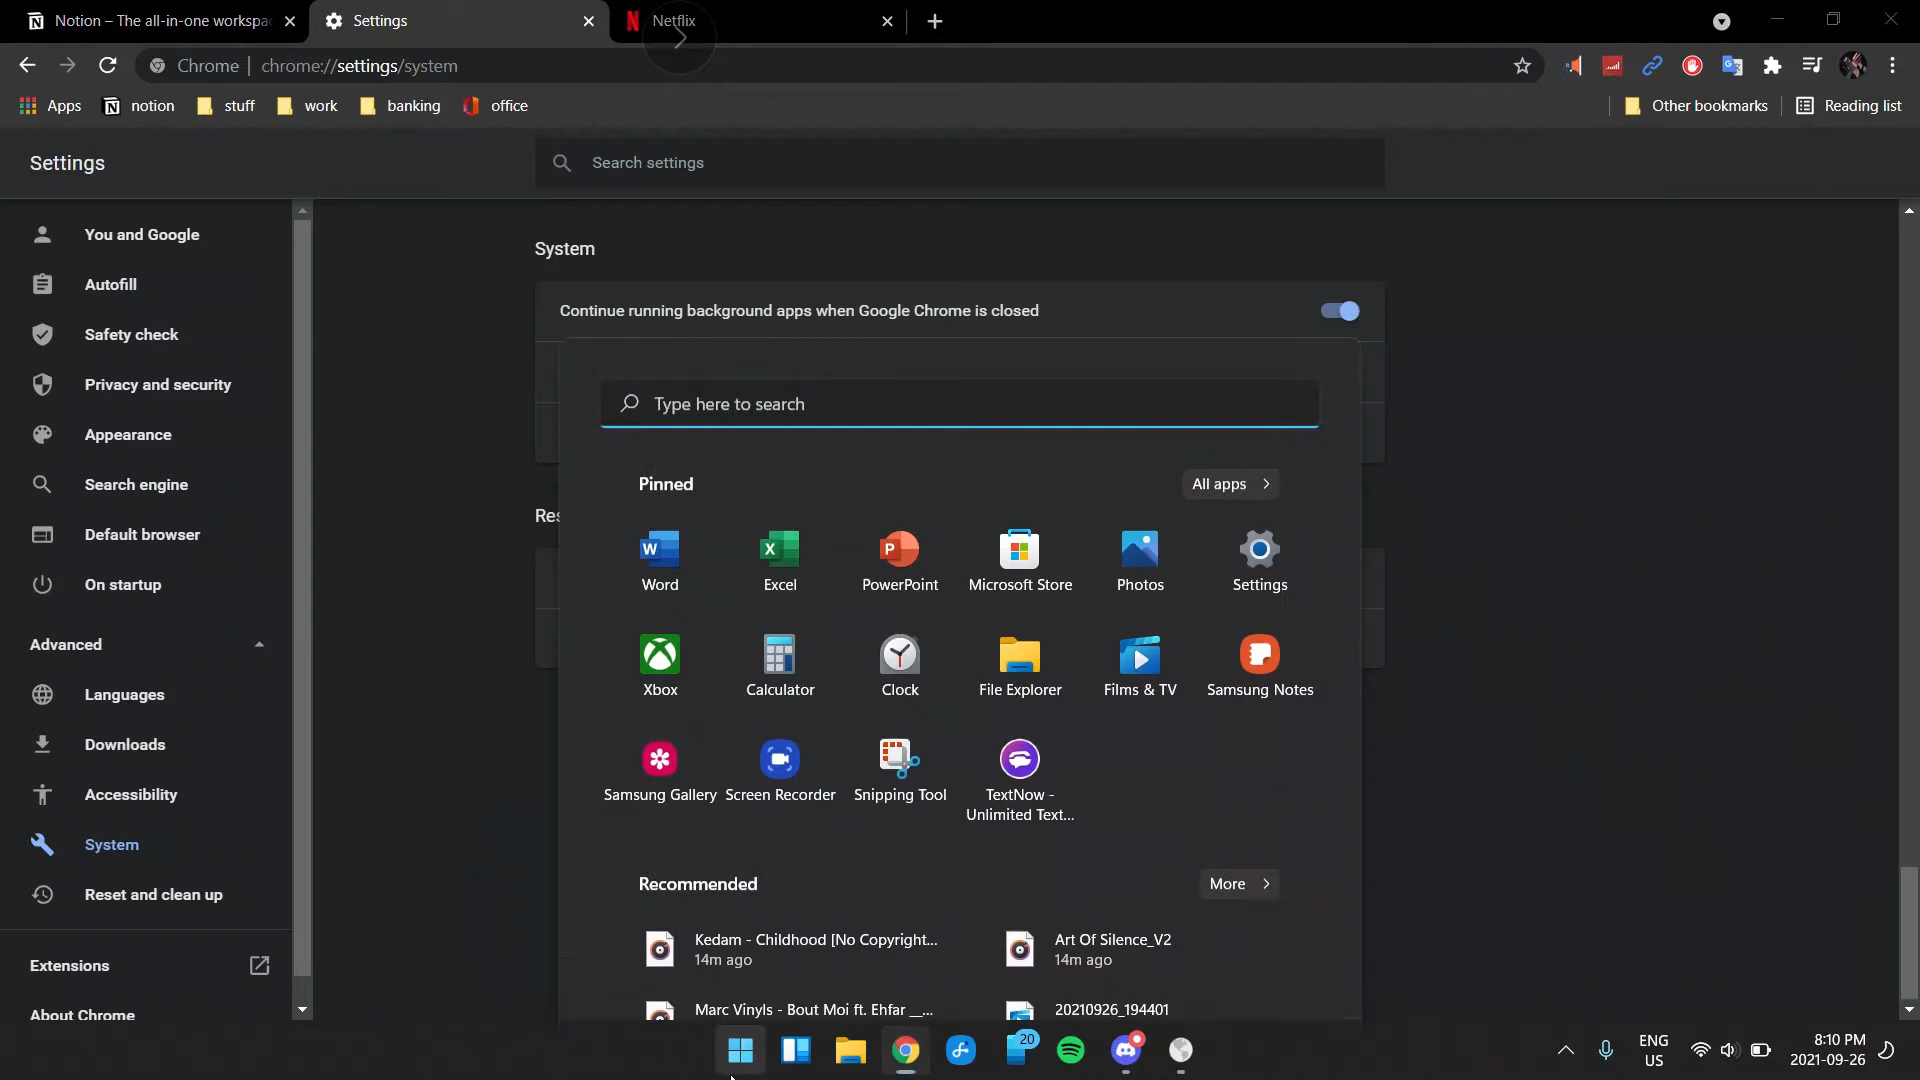 Notion – The all-in-one workspac
Settings
Netflix
Chrome | chrome://settings/system
Apps
notion
stuff
work
banking
office
Other bookmarks
Reading list
Settings
Search settings
You and Google
Autofill
Safety check
Privacy and security
Appearance
Search engine
Default browser
On startup
Advanced
Languages
Downloads
Accessibility
System
Reset and clean up
Extensions
About Chrome
System
Continue running background apps when Google Chrome is closed
Res
Type here to search
Pinned
All apps
Word
Excel
PowerPoint
Microsoft Store
Photos
Settings
Xbox
Calculator
Clock
File Explorer
Films & TV
Samsung Notes
Samsung Gallery
Screen Recorder
Snipping Tool
TextNow -
Unlimited Text...
Recommended
More
Kedam - Childhood [No Copyright...
14m ago
Art Of Silence_V2
14m ago
Marc Vinyls - Bout Moi ft. Ehfar __...
20210926_194401
20
ENG
US
8:10 PM
2021-09-26